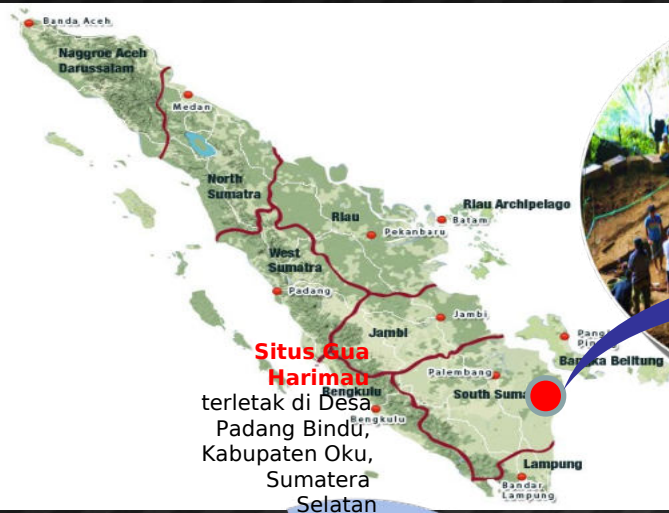 Banda Aceh
Naggroe Aceh
Darussalam
Medan
North
Sumatra
Riau
Riau Archipelago
Batam
Pekanbaru
West
Sumatra
Padang
Jambi
Jambi
Pang
Pin
Bangka Belitung
Situs Gua
Harimau
terletak di Desa
Padang Bindu,
Kabupaten Oku,
Sumatera
Selatan
Palembang
South Suma
Bengkulu
Bengkulu
Lampung
Bandar
Lampung